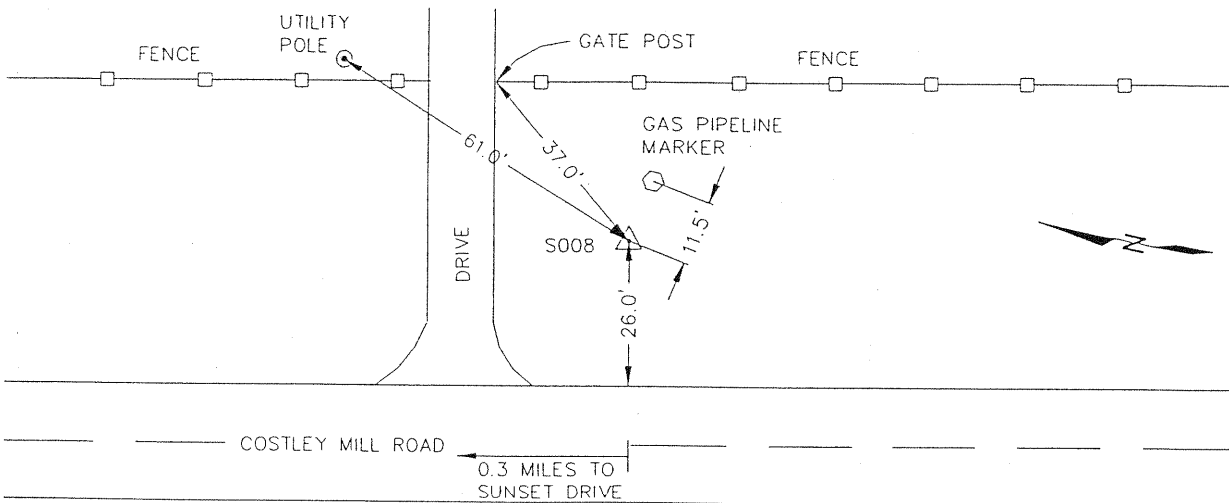 UTILITY
POLE
FENCE
GATE POST
FENCE
GAS PIPELINE
MARKER
61.0'
37.0'
11.5'
S008
DRIVE
26.0'
N
COSTLEY MILL ROAD
0.3 MILES TO
SUNSET DRIVE